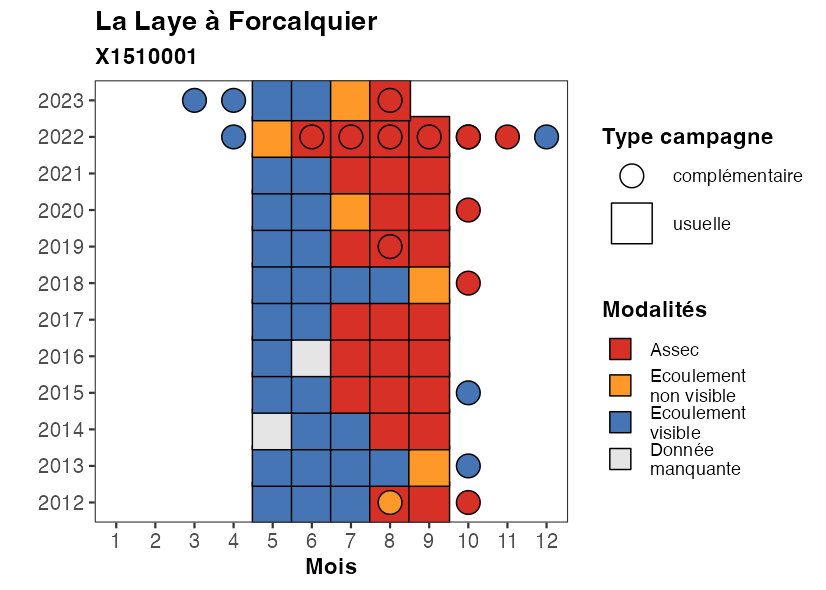 La Laye à Forcalquier
X1510001
2023
2022
2021
2020
2019
2018
2017
2016
2015
2014
2013
2012
1 2 3 4 5 6 7 8 9 10 11 12
Mois
Type campagne
complémentaire
usuelle
Modalités
Assec
Ecoulement
non visible
Ecoulement
visible
Donnée
manquante